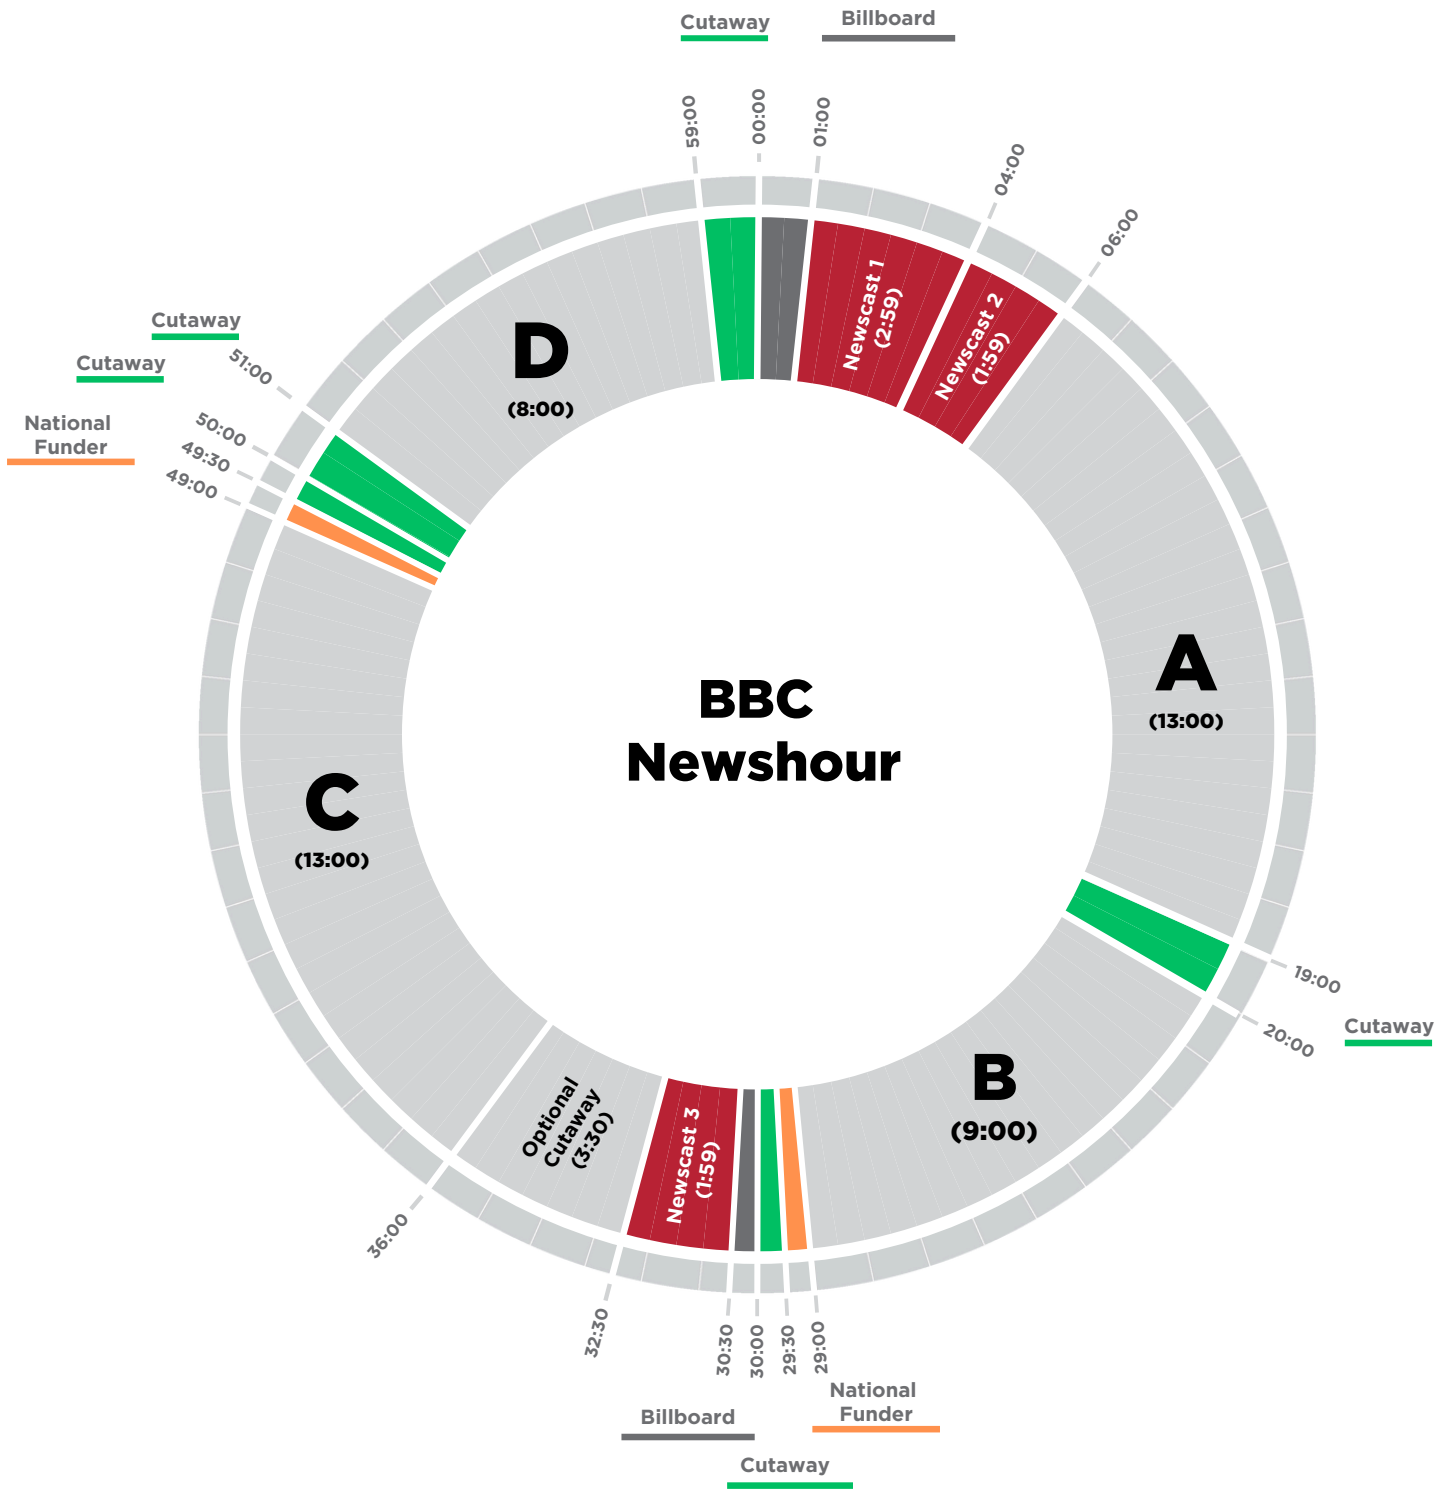 Cutaway
Billboard
59:00
00:00
01:00
04:00
06:00
Newscast 1
(2:59)
Newscast 2
(1:59)
A
(13:00)
19:00
20:00
Cutaway
B
(9:00)
29:00
29:30
30:00
30:30
National
Funder
Cutaway
Billboard
Newscast 3
(1:59)
32:30
Optional
Cutaway
(3:30)
36:00
C
(13:00)
49:00
49:30
50:00
51:00
National
Funder
Cutaway
Cutaway
D
(8:00)
BBC
Newshour